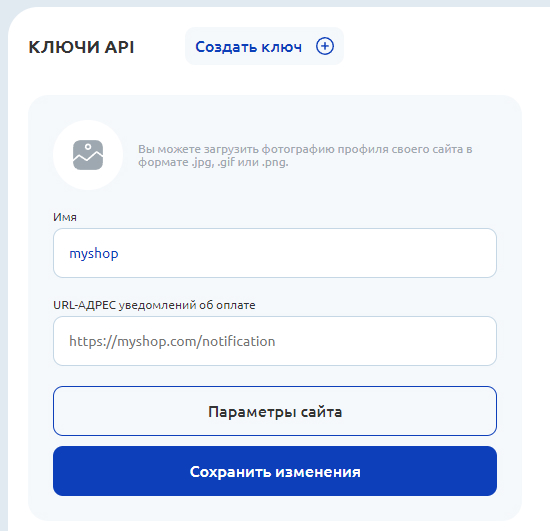 КЛЮЧИ API
Создать ключ
Вы можете загрузить фотографию профиля своего сайта в
формате .jpg, .gif или .png.
Имя
myshop
URL-АДРЕС уведомлений об оплате
https://myshop.com/notification
Параметры сайта
Сохранить изменения